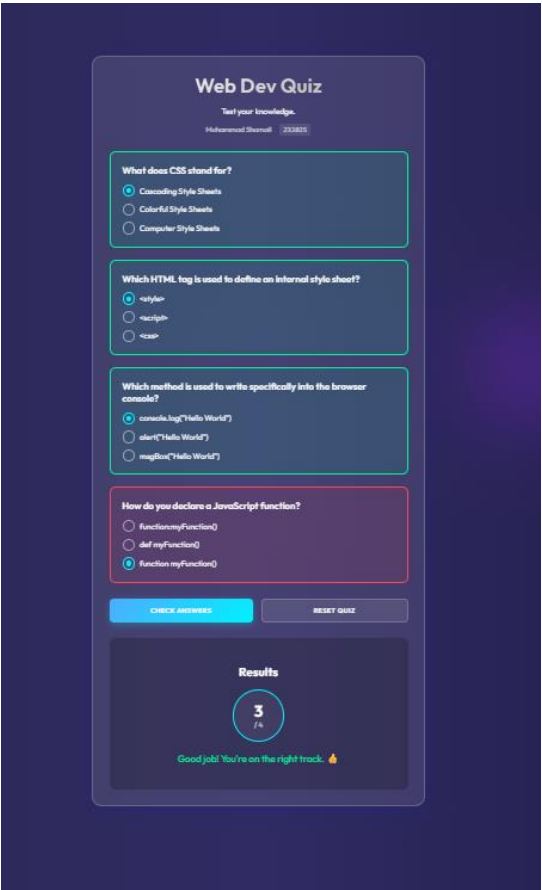 Web Dev Quiz
Test your knowledge.
Muhammad Shamail 233825
What does CSS stand for?
Cascading Style Sheets
Colorful Style Sheets
Computer Style Sheets
Which HTML tag is used to define an internal style sheet?
<style>
<script>
<css>
Which method is used to write specifically into the browser
console?
console.log("Hello World")
alert("Hello World")
msgBox("Hello World")
How do you declare a JavaScript function?
function:myFunction()
def myFunction()
function myFunction()
CHECK ANSWERS RESET QUIZ
Results
3
/ 4
Good job! You're on the right track. 👍